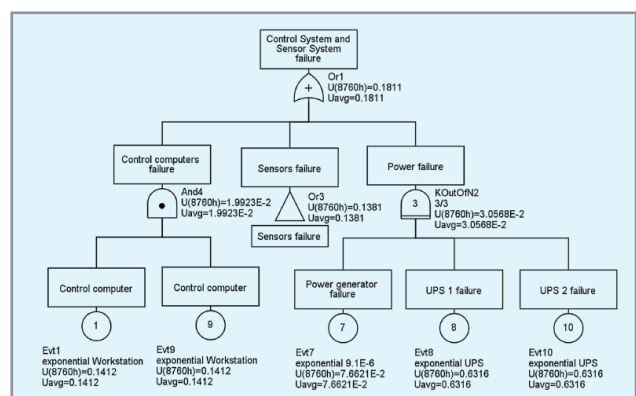 Control System and
Sensor System
failure
+
Or1
U(8760h)=0.1811
Uavg=0.1811
Control computers
failure
And4
U(8760h)=1.9923E-2
Uavg=1.9923E-2
Sensors failure
Or3
U(8760h)=0.1381
Uavg=0.1381
Sensors failure
Power failure
3
KOutOfN2
3/3
U(8760h)=3.0568E-2
Uavg=3.0568E-2
Control computer
1
Evt1
exponential Workstation
U(8760h)=0.1412
Uavg=0.1412
Control computer
9
Evt9
exponential Workstation
U(8760h)=0.1412
Uavg=0.1412
Power generator
failure
7
Evt7
exponential 9.1E-6
U(8760h)=7.6621E-2
Uavg=7.6621E-2
UPS 1 failure
8
Evt8
exponential UPS
U(8760h)=0.6316
Uavg=0.6316
UPS 2 failure
10
Evt10
exponential UPS
U(8760h)=0.6316
Uavg=0.6316